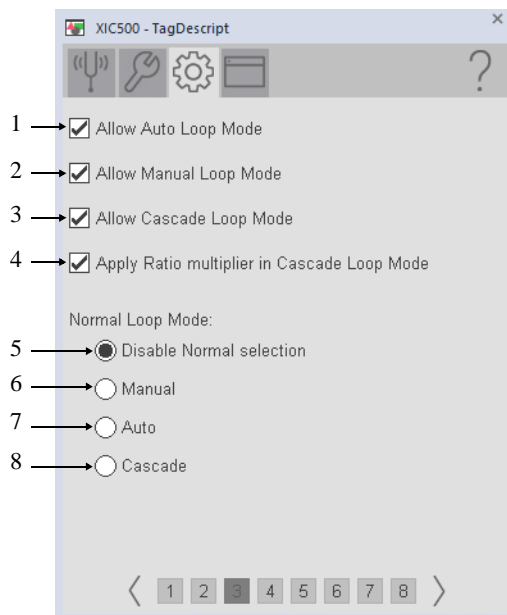 XIC500 - TagDescript ×
?
1 Allow Auto Loop Mode
2 Allow Manual Loop Mode
3 Allow Cascade Loop Mode
4 Apply Ratio multiplier in Cascade Loop Mode
Normal Loop Mode:
5 Disable Normal selection
6 Manual
7 Auto
8 Cascade
1 2 3 4 5 6 7 8